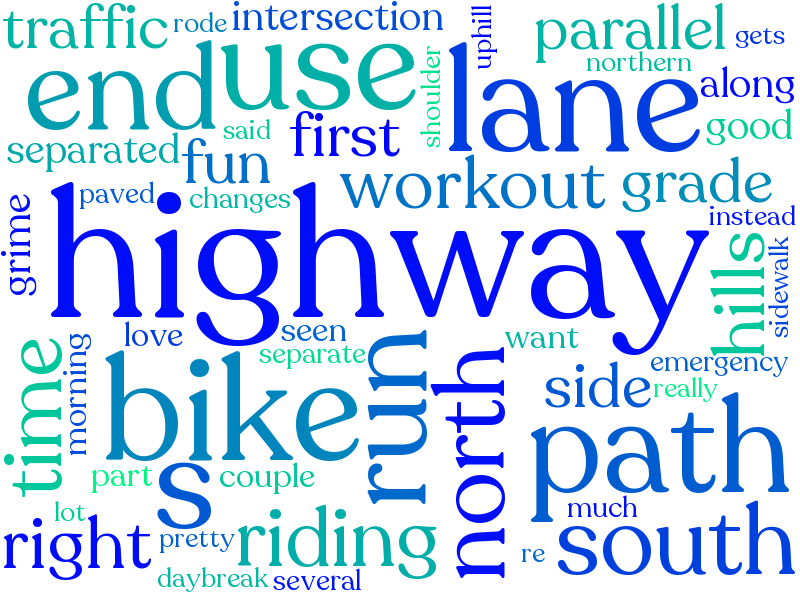 traffic rode intersection uphill parallel gets
end use shoulder lane northern along
separated said first good
fun workout grade
grime paved changes instead
highway hills sidewalk
love seen want
time morning separate emergency
bike run north side really
part s couple path
lot much
right pretty riding re south
daybreak several